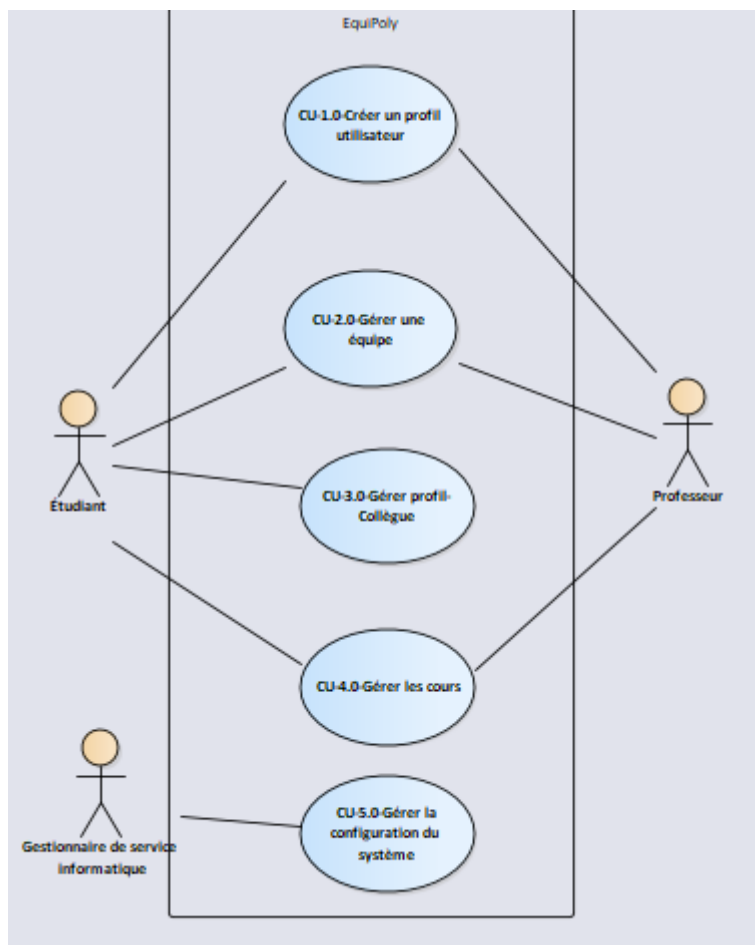 EquiPoly
CU-1.0-Créer un profil
utilisateur
CU-2.0-Gérer une
équipe
CU-3.0-Gérer profil-
Collègue
Étudiant
Professeur
CU-4.0-Gérer les cours
CU-5.0-Gérer la
configuration du
système
Gestionnaire de service
informatique